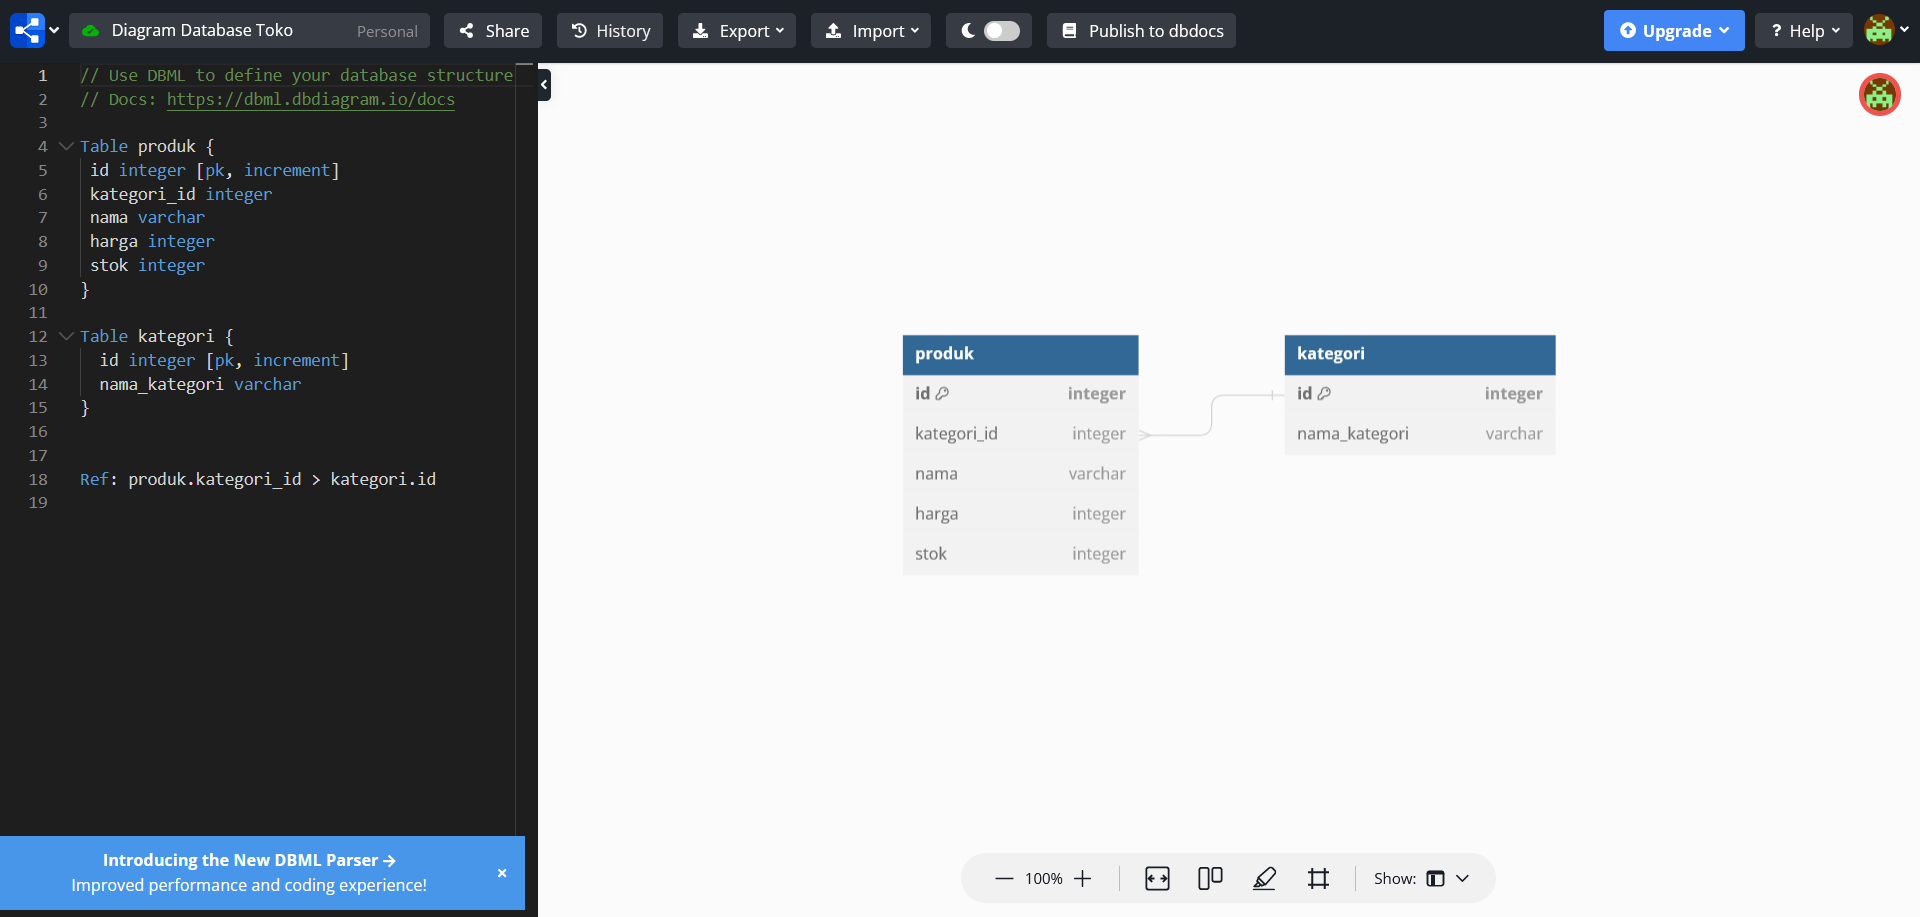 Diagram Database Toko Personal Share History Export Import Publish to dbdocs Upgrade ? Help
1 // Use DBML to define your database structure
2 // Docs: https://dbml.dbdiagram.io/docs
3
4 Table produk {
5 id integer [pk, increment]
6 kategori_id integer
7 nama varchar
8 harga integer
9 stok integer
10 }
11
12 Table kategori {
13 id integer [pk, increment]
14 nama_kategori varchar
15 }
16
17
18 Ref: produk.kategori_id > kategori.id
19
Introducing the New DBML Parser →
Improved performance and coding experience!
×
produk
id integer
kategori_id integer
nama varchar
harga integer
stok integer
kategori
id integer
nama_kategori varchar
100% Show: